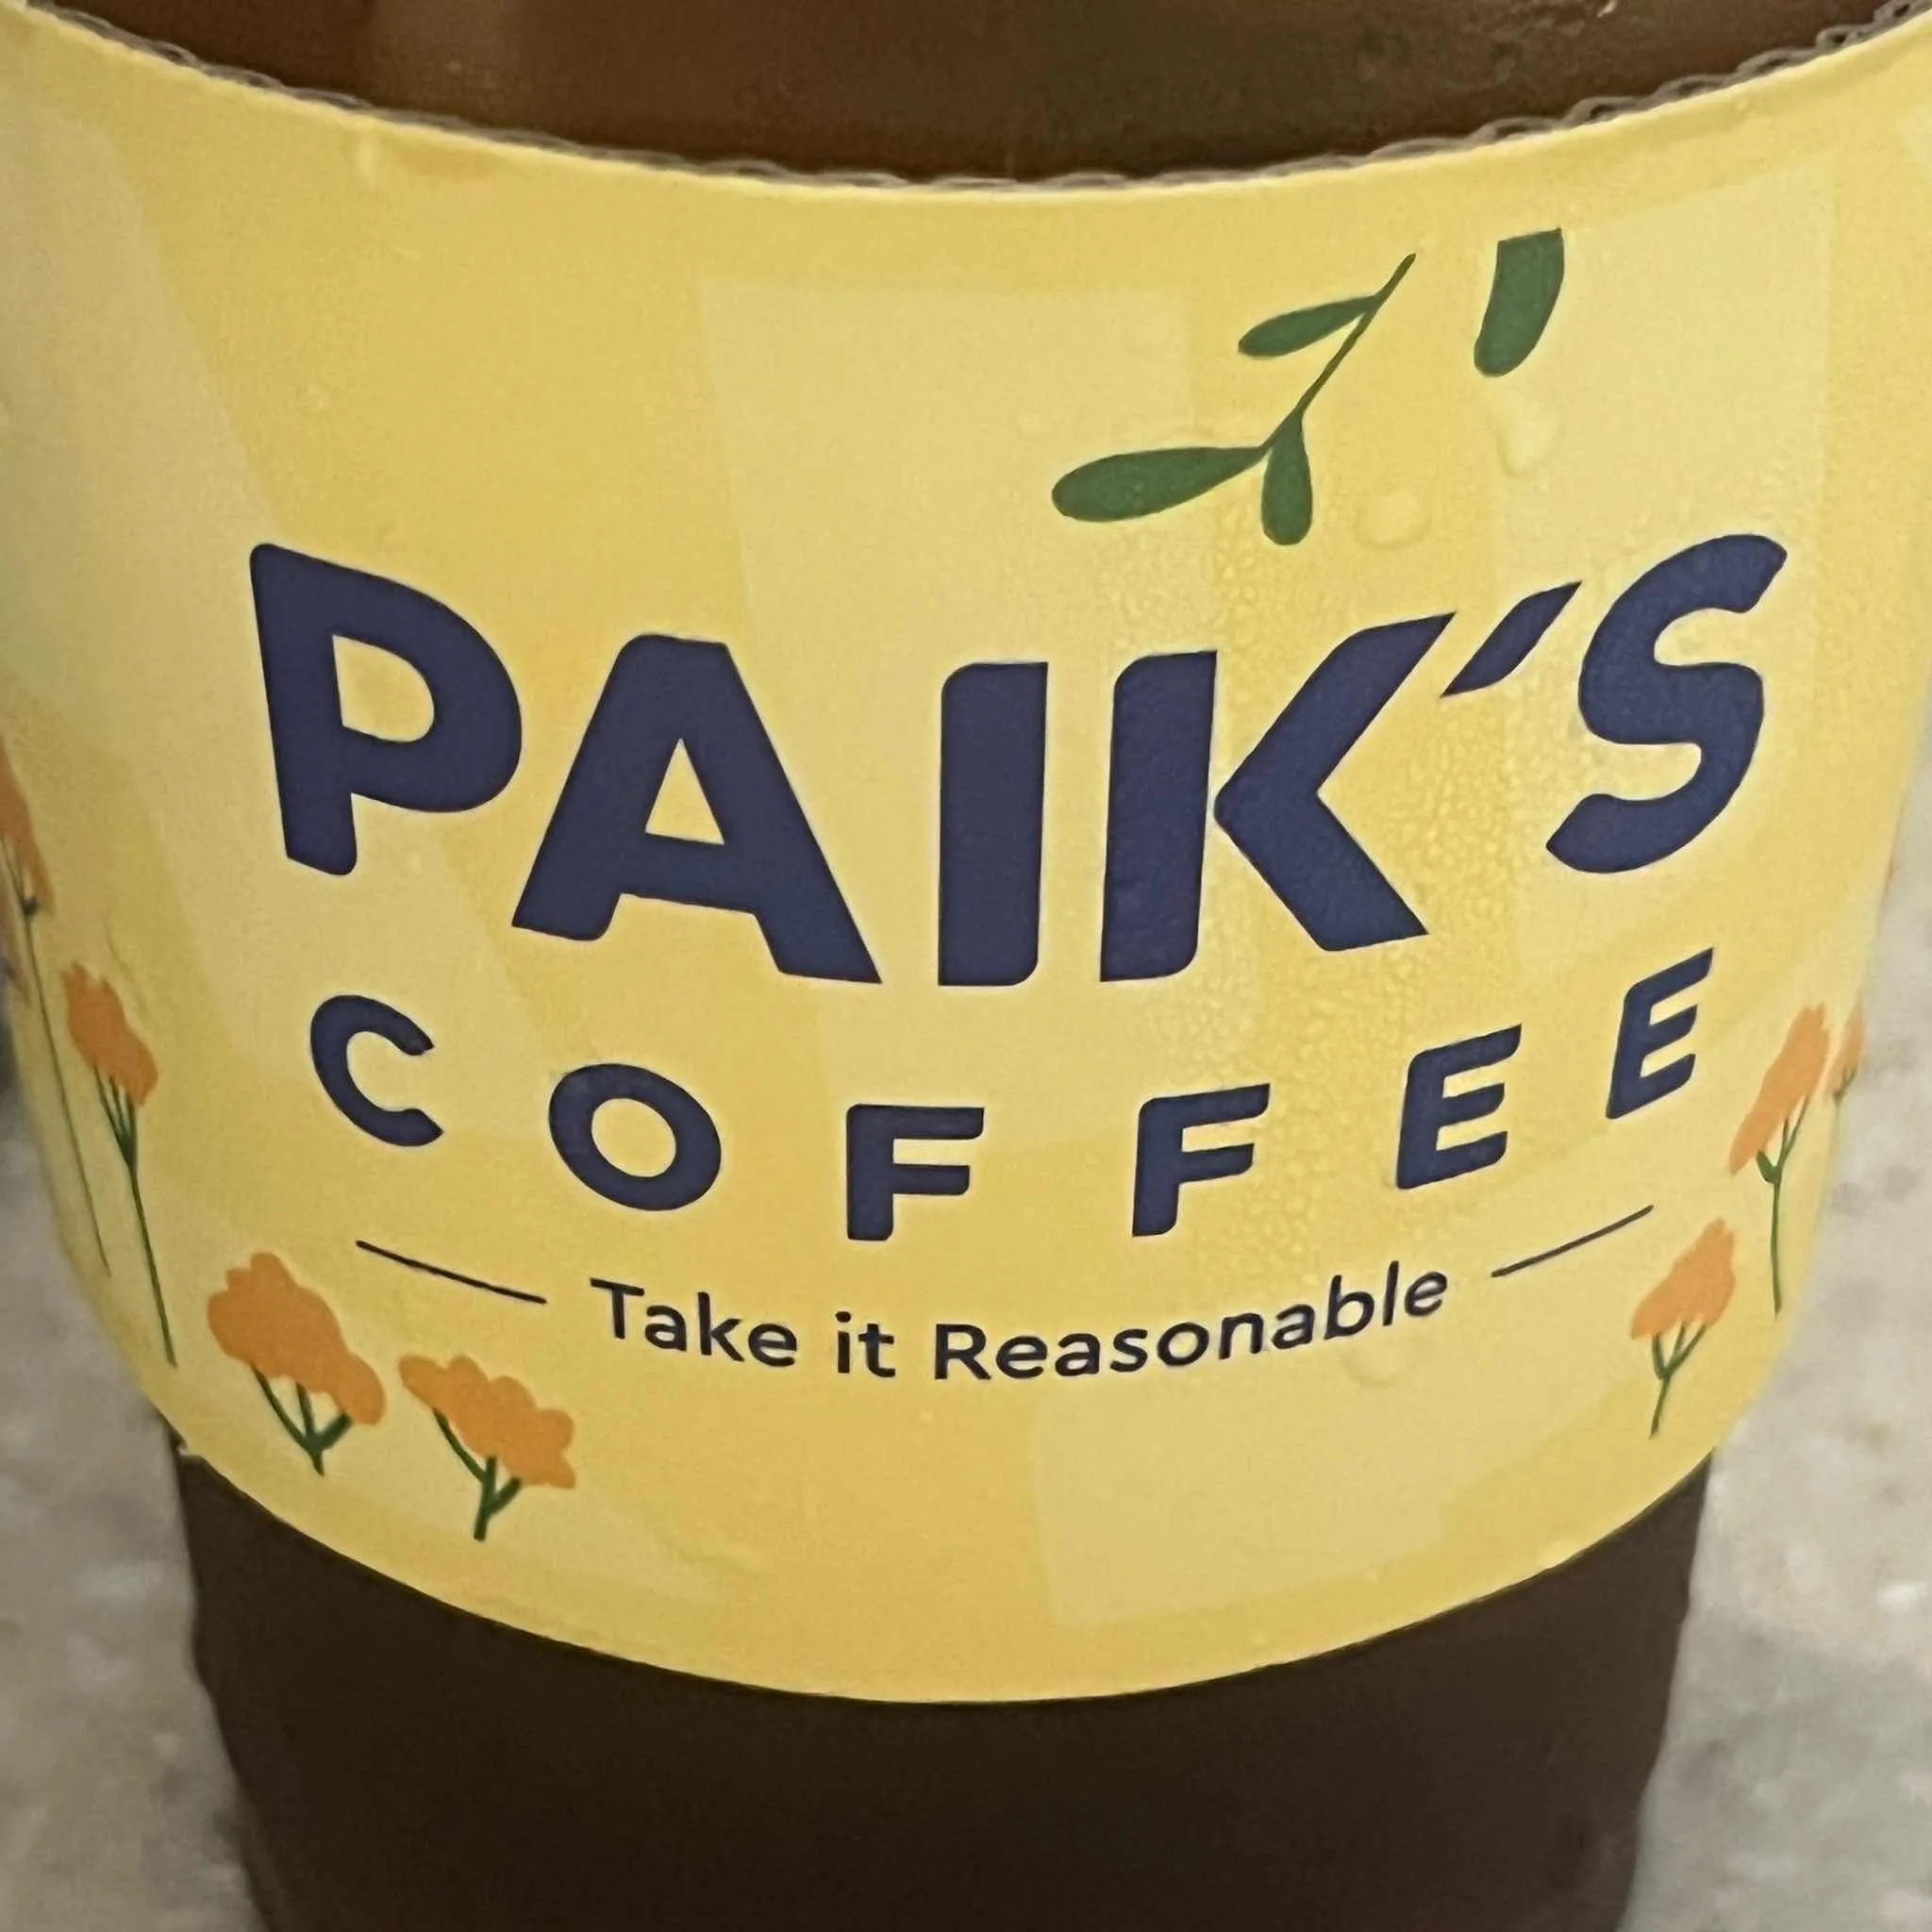 PAIK'S
COFFEE
Take it Reasonable